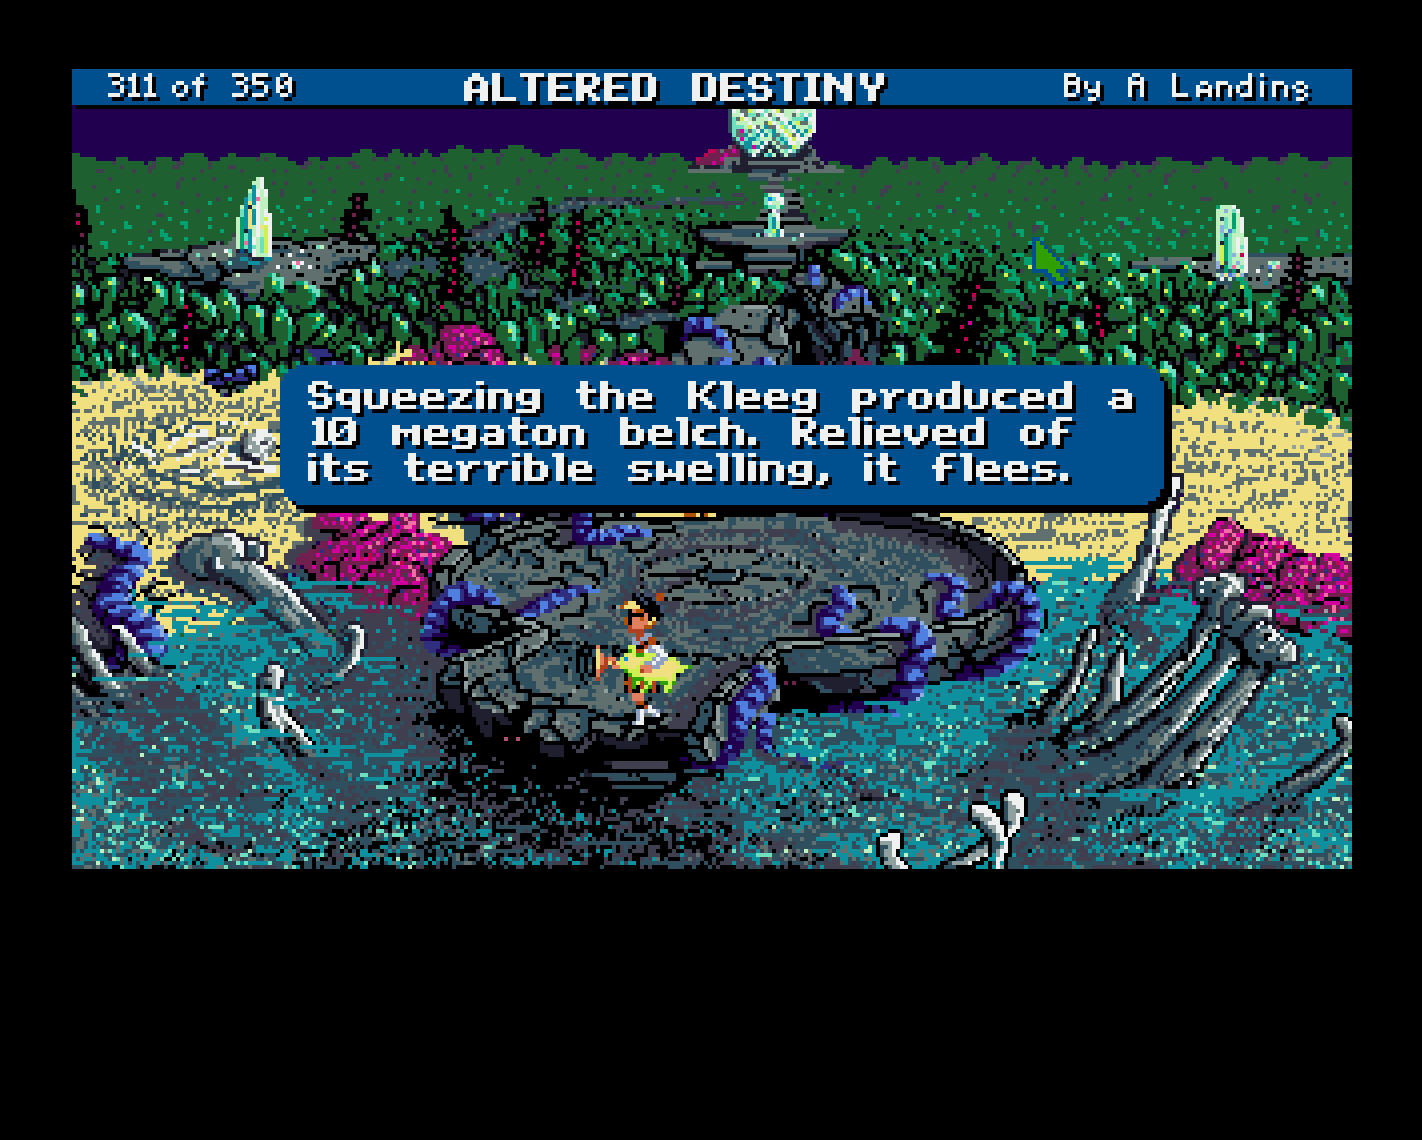 311 of 350 ALTERED DESTINY By A Landing
Squeezing the Kleeg produced a
10 megaton belch. Relieved of
its terrible swelling, it flees.